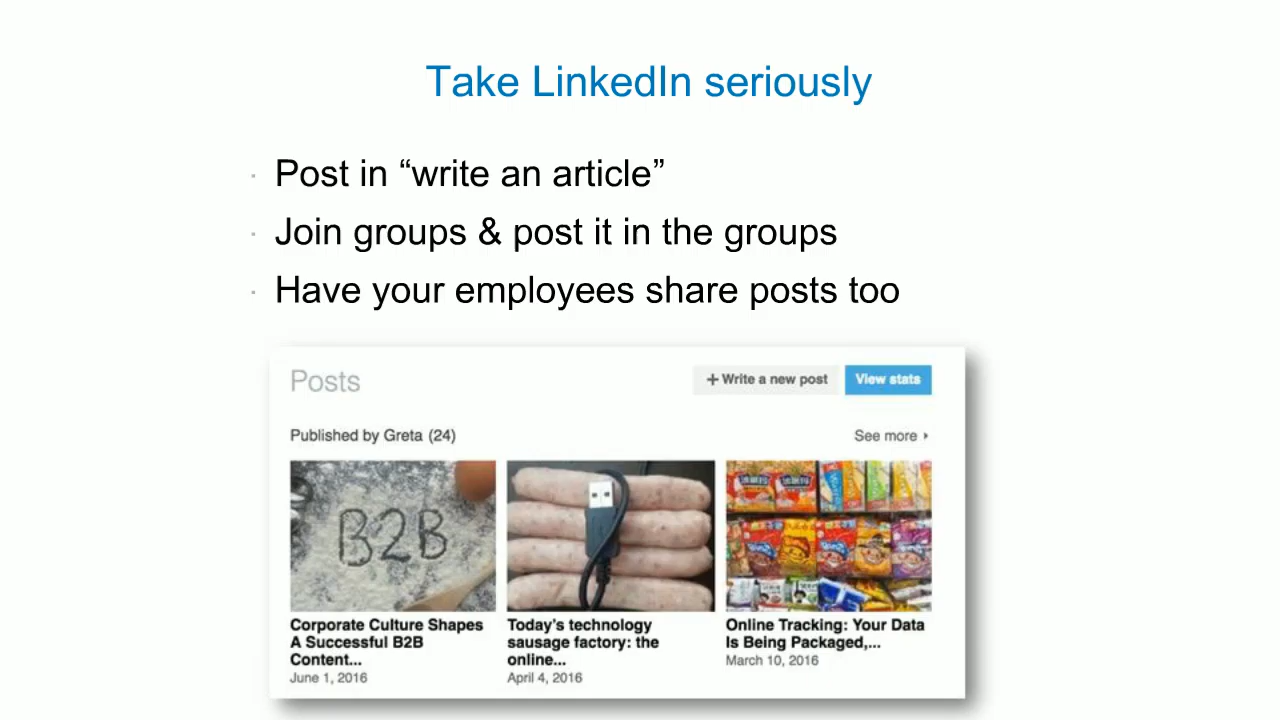 Take LinkedIn seriously
· Post in “write an article”
· Join groups & post it in the groups
· Have your employees share posts too
Posts
+ Write a new post
View stats
Published by Greta (24)
See more ▸
B2B
Corporate Culture Shapes
A Successful B2B
Content...
June 1, 2016
Today’s technology
sausage factory: the
online...
April 4, 2016
Online Tracking: Your Data
Is Being Packaged,...
March 10, 2016